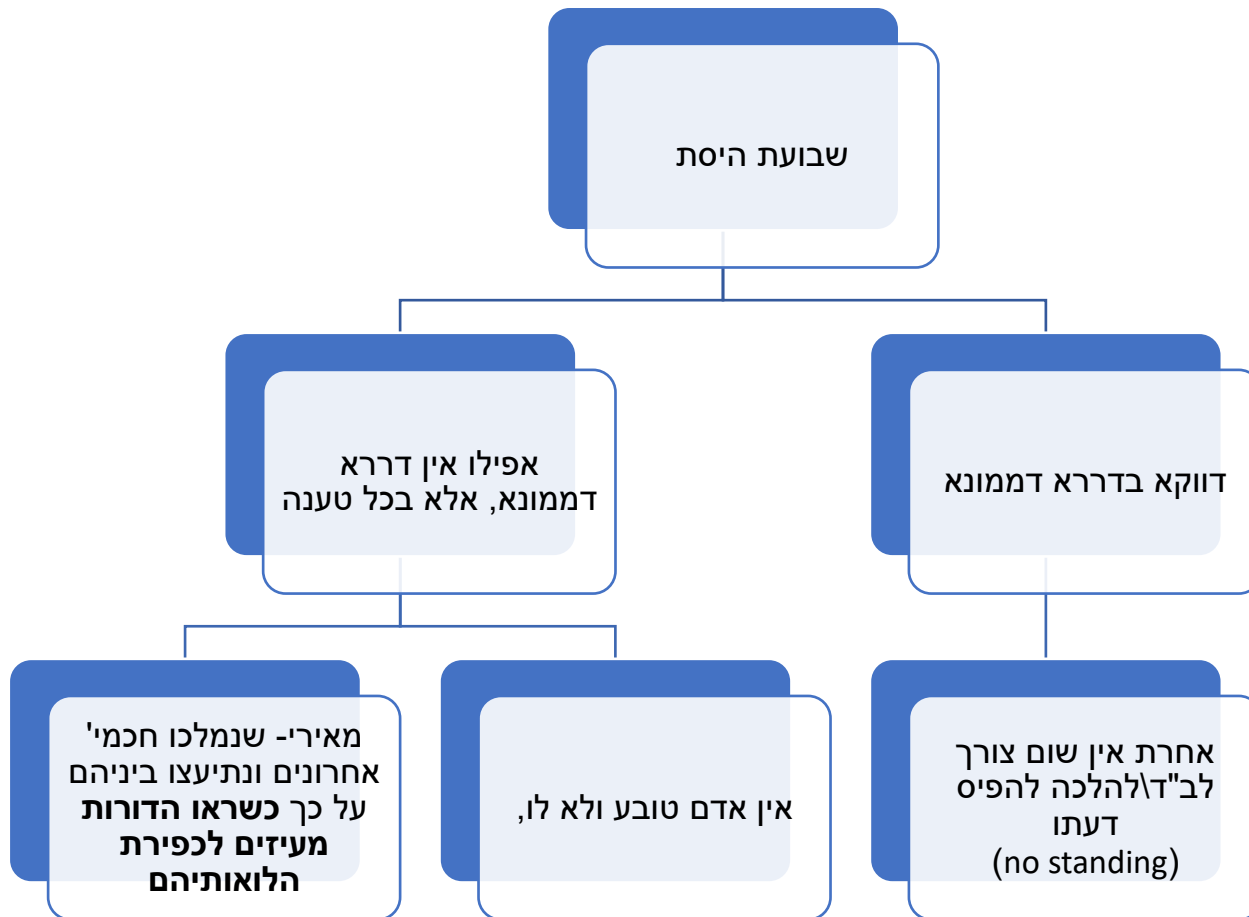 שבועת היסת
דווקא בדררא דממונא
אפילו אין דררא
דממונא, אלא בכל טענה
אחרת אין שום צורך
לב"ד\להלכה להפיס
דעתו
(no standing)
אין אדם טובע ולא לו,
מאירי- שנמלכו חכמי'
אחרונים ונתיעצו ביניהם
על כך כשראו הדורות
מעיזים לכפירת
הלואותיהם